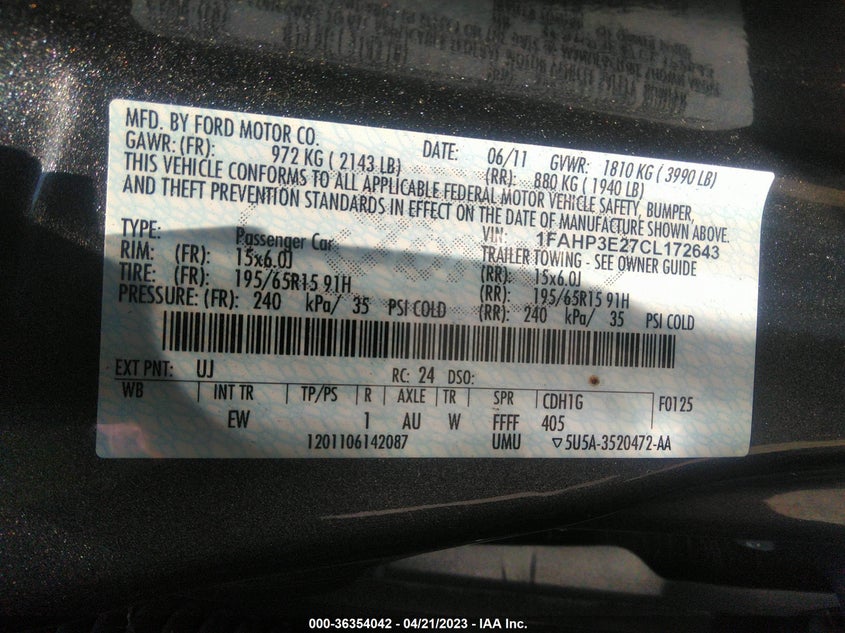 MFD. BY FORD MOTOR CO.
DATE: 06/11 GVWR: 1810 KG ( 3990 LB)
GAWR: (FR): 972 KG ( 2143 LB) (RR): 880 KG ( 1940 LB)
THIS VEHICLE CONFORMS TO ALL APPLICABLE FEDERAL MOTOR VEHICLE SAFETY, BUMPER,
AND THEFT PREVENTION STANDARDS IN EFFECT ON THE DATE OF MANUFACTURE SHOWN ABOVE.
VIN: 1FAHP3E27CL172643
TYPE: Passenger Car TRAILER TOWING - SEE OWNER GUIDE
RIM: (FR): 15x6.0J (RR): 15x6.0J
TIRE: (FR): 195/65R15 91H (RR): 195/65R15 91H
PRESSURE: (FR): 240 kPa/ 35 PSI COLD (RR): 240 kPa/ 35 PSI COLD
EXT PNT: UJ RC: 24 DSO:
WB INT TR TP/PS R AXLE TR SPR CDH1G F0125
EW 1 AU W FFFF 405
1201106142087 UMU ▽5U5A-3520472-AA
000-36354042 - 04/21/2023 - IAA Inc.